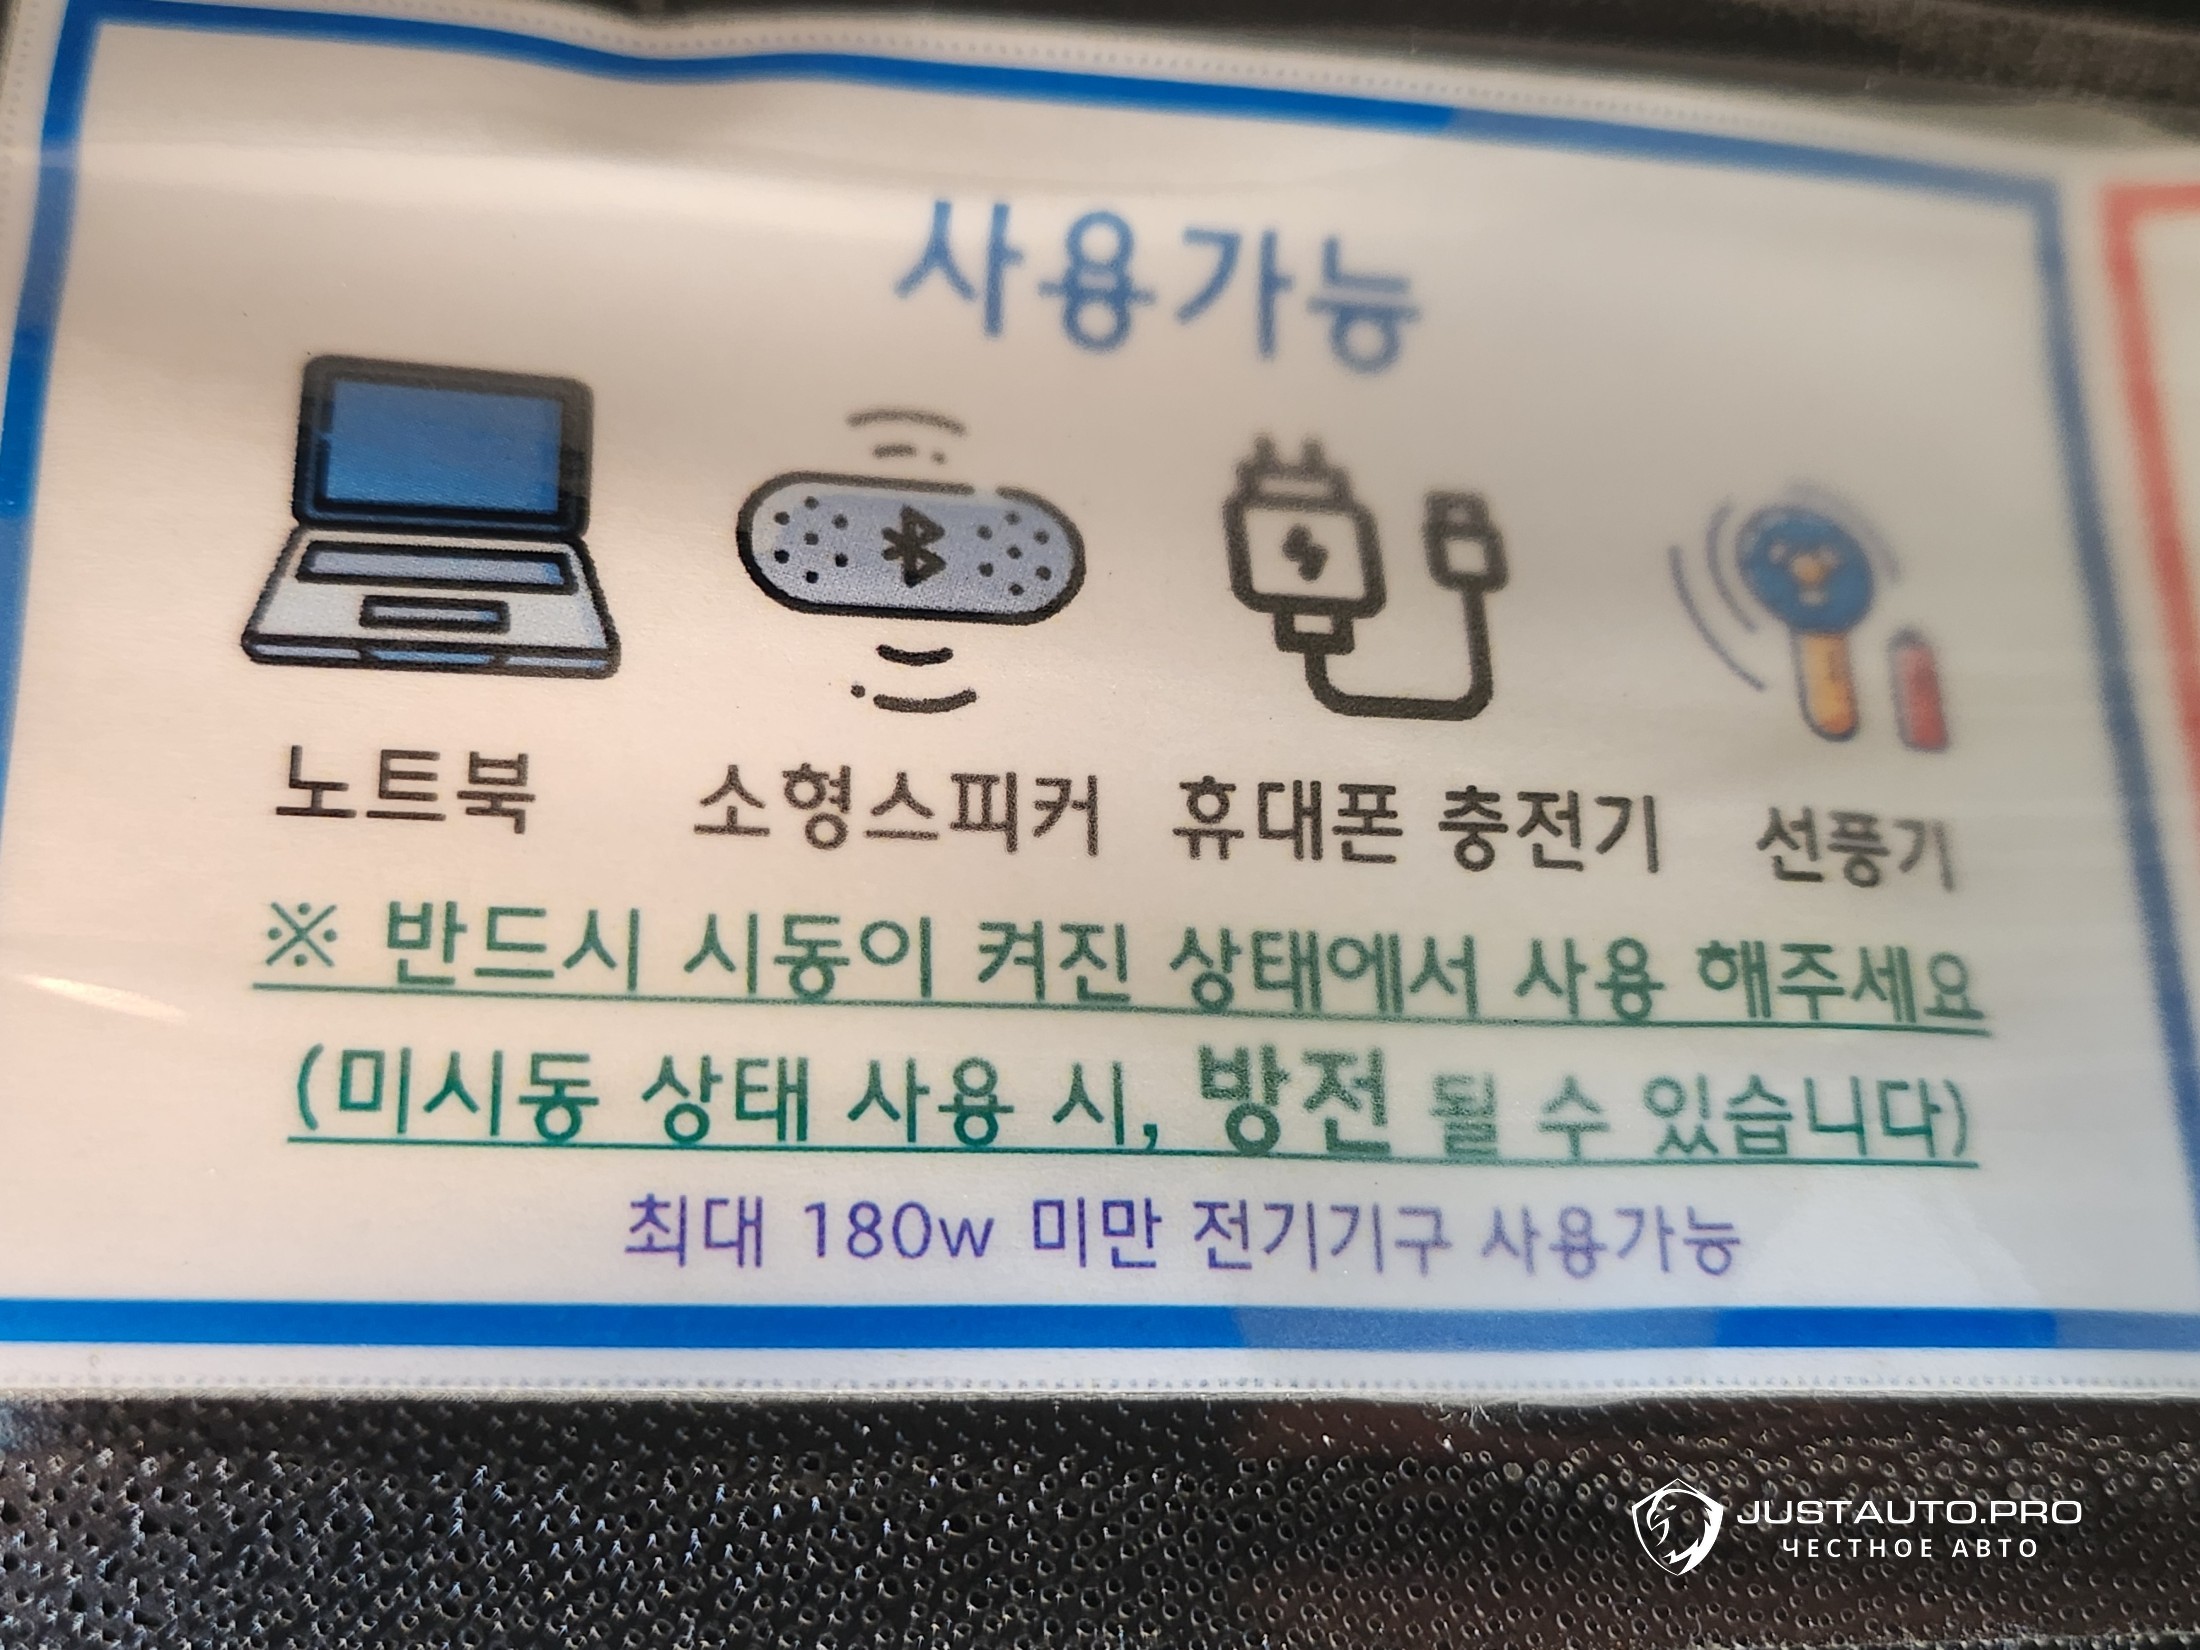 사용가능
노트북 소형스피커 휴대폰 충전기 선풍기
※ 반드시 시동이 켜진 상태에서 사용 해주세요
(미시동 상태 사용 시, 방전 될 수 있습니다)
최대 180w 미만 전기기구 사용가능
JUSTAUTO.PRO
ЧЕСТНОЕ АВТО